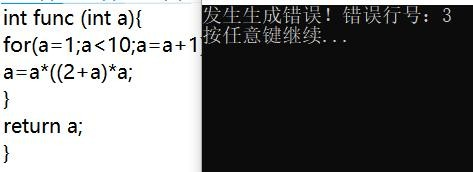 int func (int a){
for(a=1;a<10;a=a+1)
a=a*((2+a)*a;
}
return a;
}
发生生成错误！错误行号：3
按任意键继续...